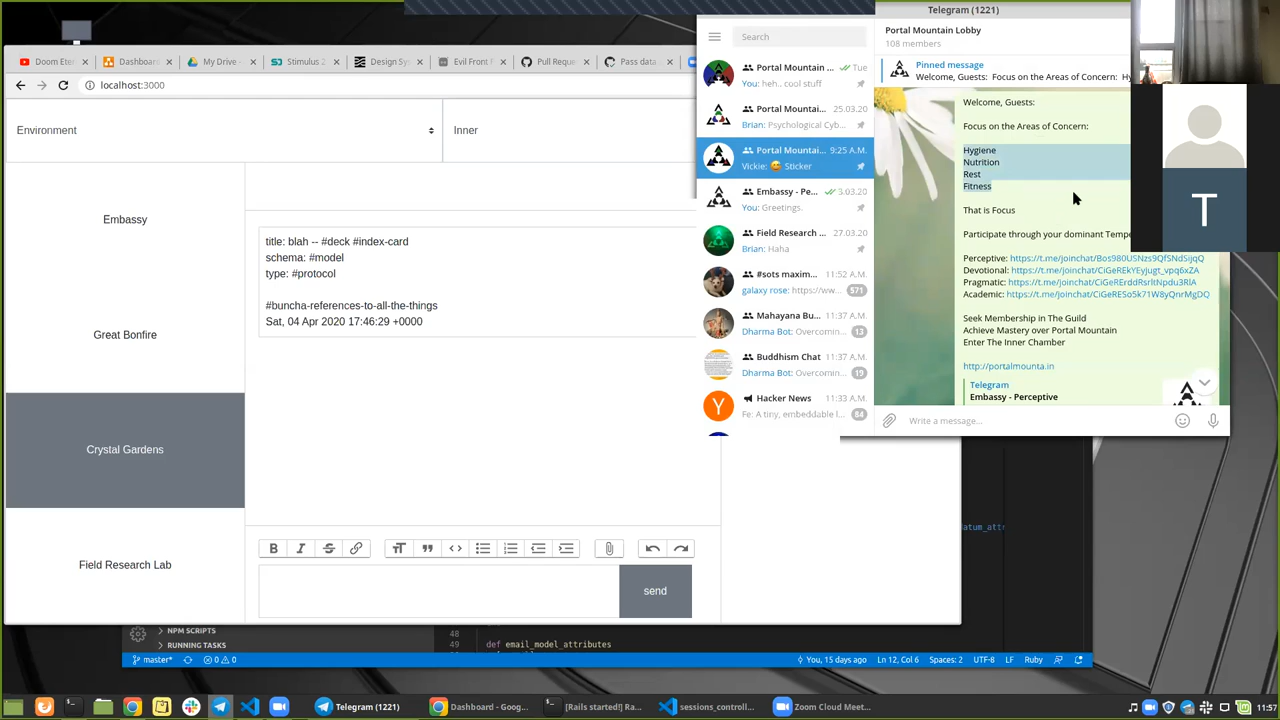 Telegram (1221)
Doom Eter
Dashboard
My Drive -
Stimulus 2
Design Sy
Evil Front
Pull Reque
Pass data
localhost:3000
Environment
Inner
Embassy
Great Bonfire
Crystal Gardens
Field Research Lab
title: blah -- #deck #index-card
schema: #model
type: #protocol
#buncha-references-to-all-the-things
Sat, 04 Apr 2020 17:46:29 +0000
send
Search
Portal Mountain ...
Tue
You: heh.. cool stuff
Portal Mountai...
25.03.20
Brian: Psychological Cyb...
Portal Mountai...
9:25 A.M.
Vickie: 😅 Sticker
Embassy - Pe...
3.03.20
You: Greetings.
Field Research ...
27.03.20
Brian: Haha
#sots maxim...
11:52 A.M.
galaxy rose: https://ww...
571
Mahayana Bu...
11:37 A.M.
Dharma Bot: Overcomin...
13
Buddhism Chat
11:37 A.M.
Dharma Bot: Overcomin...
19
Hacker News
11:33 A.M.
Fe: A tiny, embeddable l...
84
Portal Mountain Lobby
108 members
Pinned message
Welcome, Guests: Focus on the Areas of Concern: Hy
Welcome, Guests:
Focus on the Areas of Concern:
Hygiene
Nutrition
Rest
Fitness
That is Focus
Participate through your dominant Tempe
Perceptive: https://t.me/joinchat/Bos980USNzs9QfSNdSijqQ
Devotional: https://t.me/joinchat/CiGeREkYEyjugt_vpq6xZA
Pragmatic: https://t.me/joinchat/CiGeRErddRsrItNpdu3RlA
Academic: https://t.me/joinchat/CiGeRESo5k71W8yQnrMgDQ
Seek Membership in The Guild
Achieve Mastery over Portal Mountain
Enter The Inner Chamber
http://portalmounta.in
Telegram
Embassy - Perceptive
Write a message...
T
datum_attr
NPM SCRIPTS
RUNNING TASKS
48
49 def email_model_attributes
master*
0 0
You, 15 days ago
Ln 12, Col 6
Spaces: 2
UTF-8
LF
Ruby
Telegram (1221)
Dashboard - Goog...
[Rails started!] Ra...
sessions_controll...
Zoom Cloud Meet...
11:57